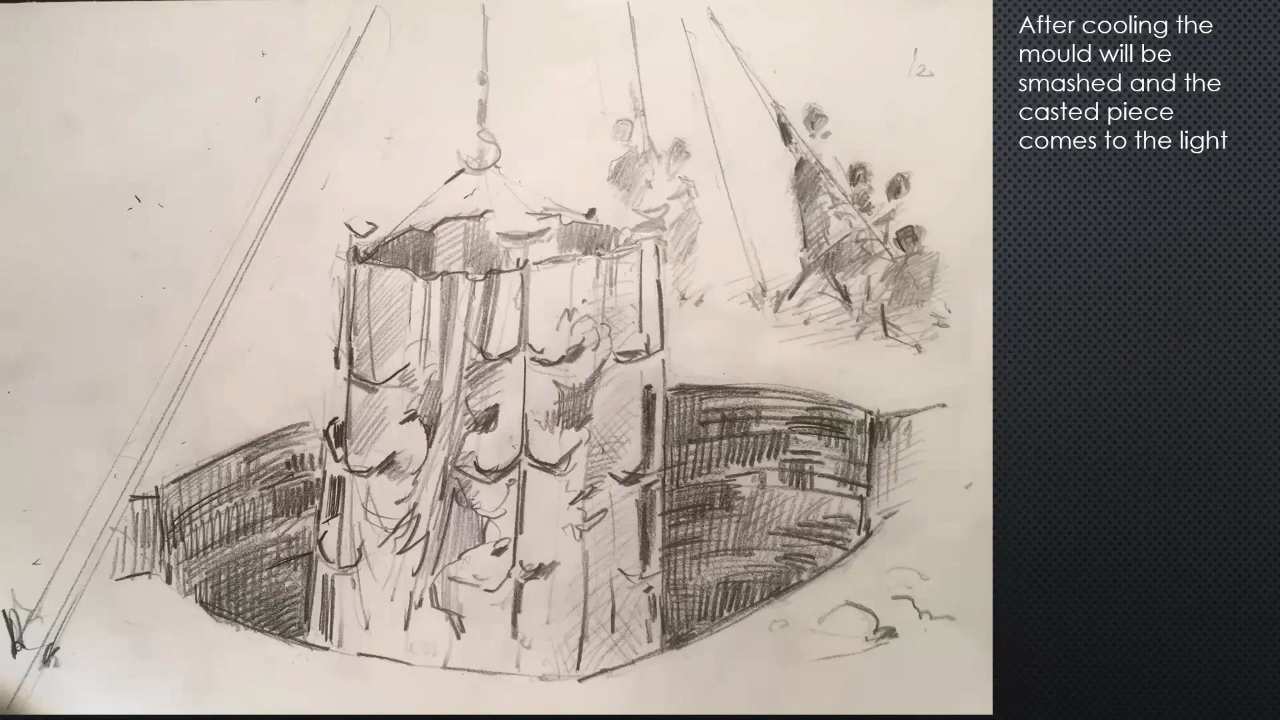 After cooling the
mould will be
smashed and the
casted piece
comes to the light